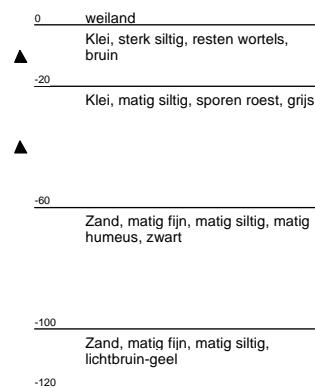 0 weiland
Klei, sterk siltig, resten wortels,
bruin
-20
Klei, matig siltig, sporen roest, grijs
-60
Zand, matig fijn, matig siltig, matig
humeus, zwart
-100
Zand, matig fijn, matig siltig,
lichtbruin-geel
-120